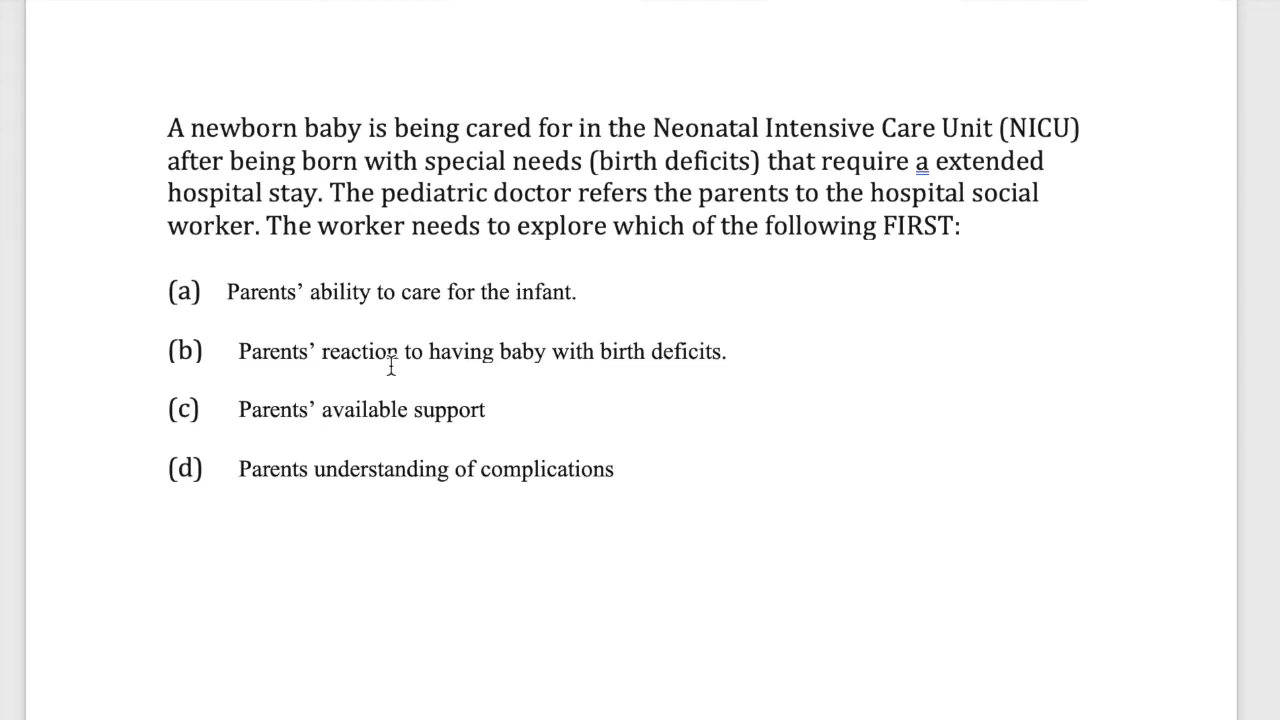 A newborn baby is being cared for in the Neonatal Intensive Care Unit (NICU)
after being born with special needs (birth deficits) that require a extended
hospital stay. The pediatric doctor refers the parents to the hospital social
worker. The worker needs to explore which of the following FIRST:
(a) Parents’ ability to care for the infant.
(b) Parents’ reaction to having baby with birth deficits.
(c) Parents’ available support
(d) Parents understanding of complications